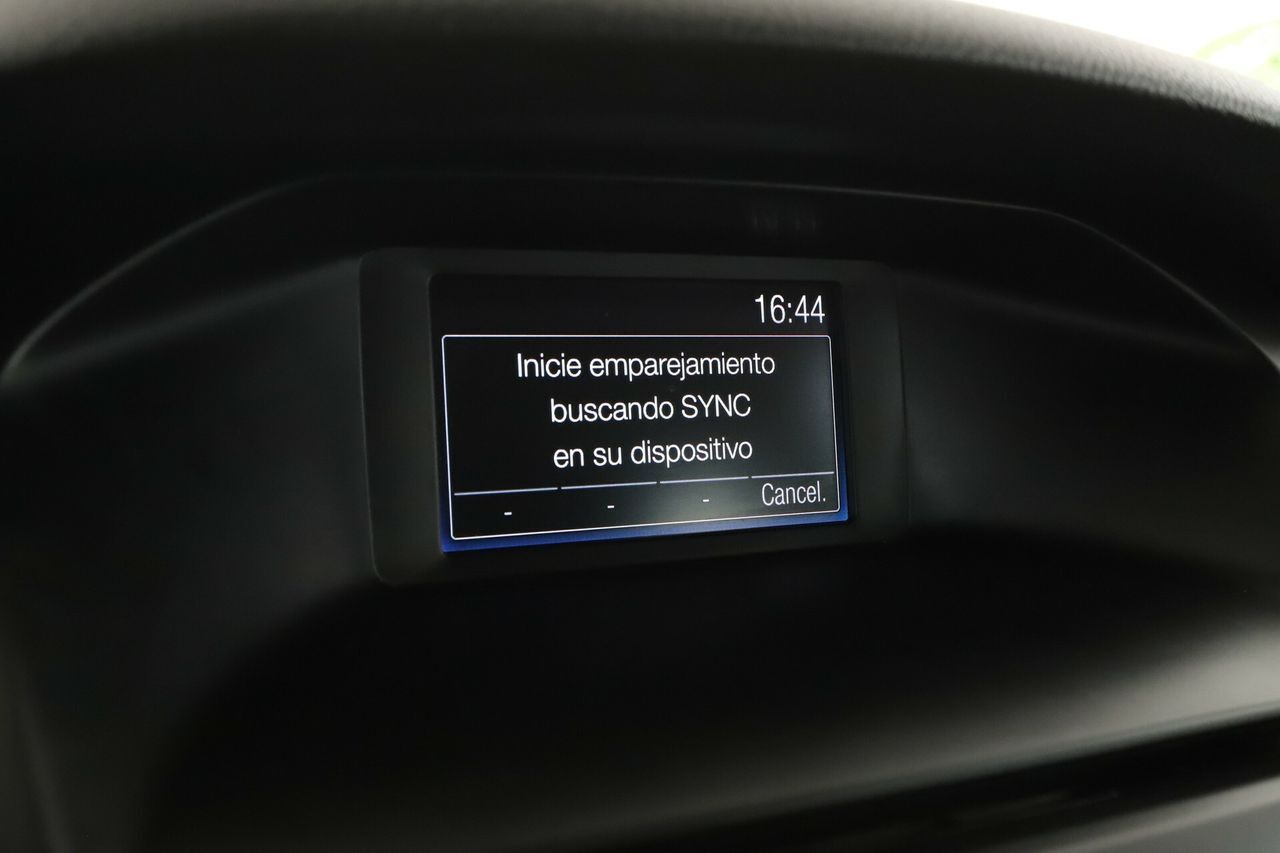 16:44
Inicie emparejamiento
buscando SYNC
en su dispositivo
- - - Cancel.